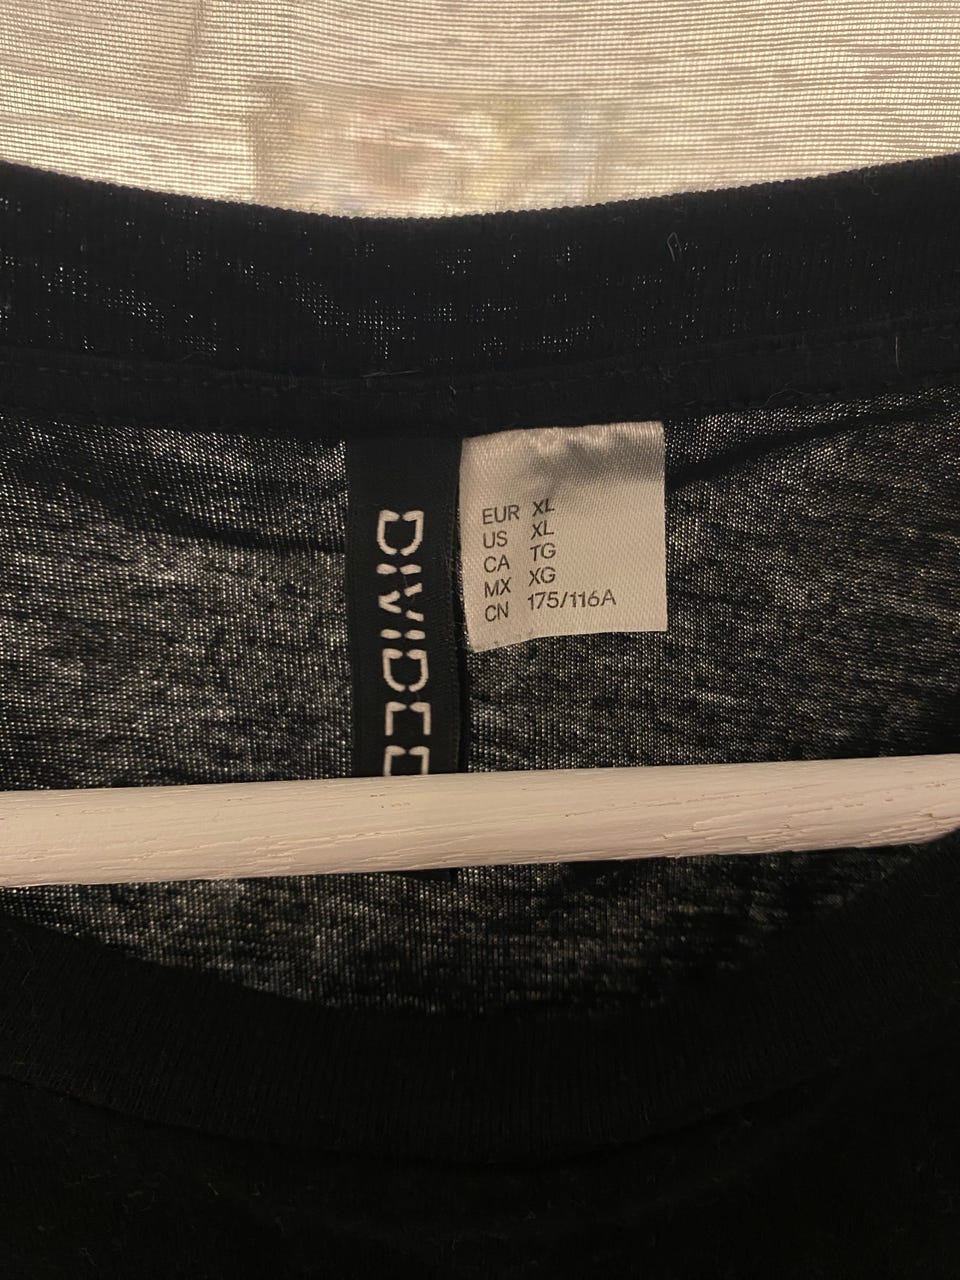 DIVIDED
EUR XL
US XL
CA TG
MX XG
CN 175/116A